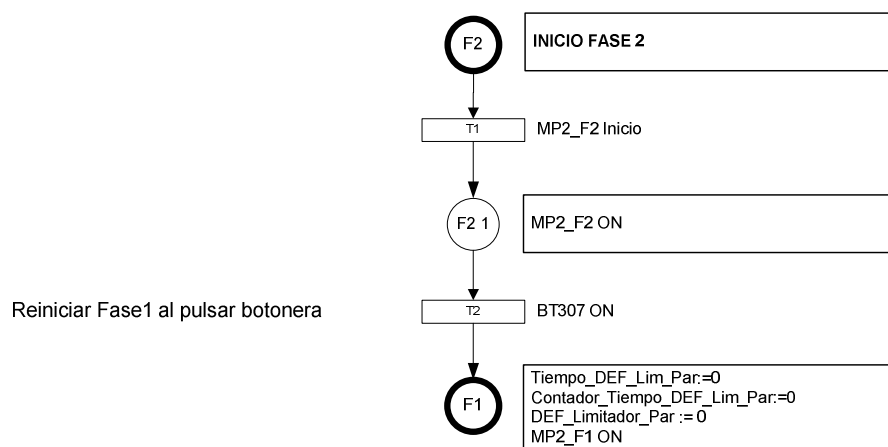 F2
INICIO FASE 2
T1
MP2_F2 Inicio
F2 1
MP2_F2 ON
Reiniciar Fase1 al pulsar botonera
T2
BT307 ON
F1
Tiempo_DEF_Lim_Par:=0
Contador_Tiempo_DEF_Lim_Par:=0
DEF_Limitador_Par := 0
MP2_F1 ON